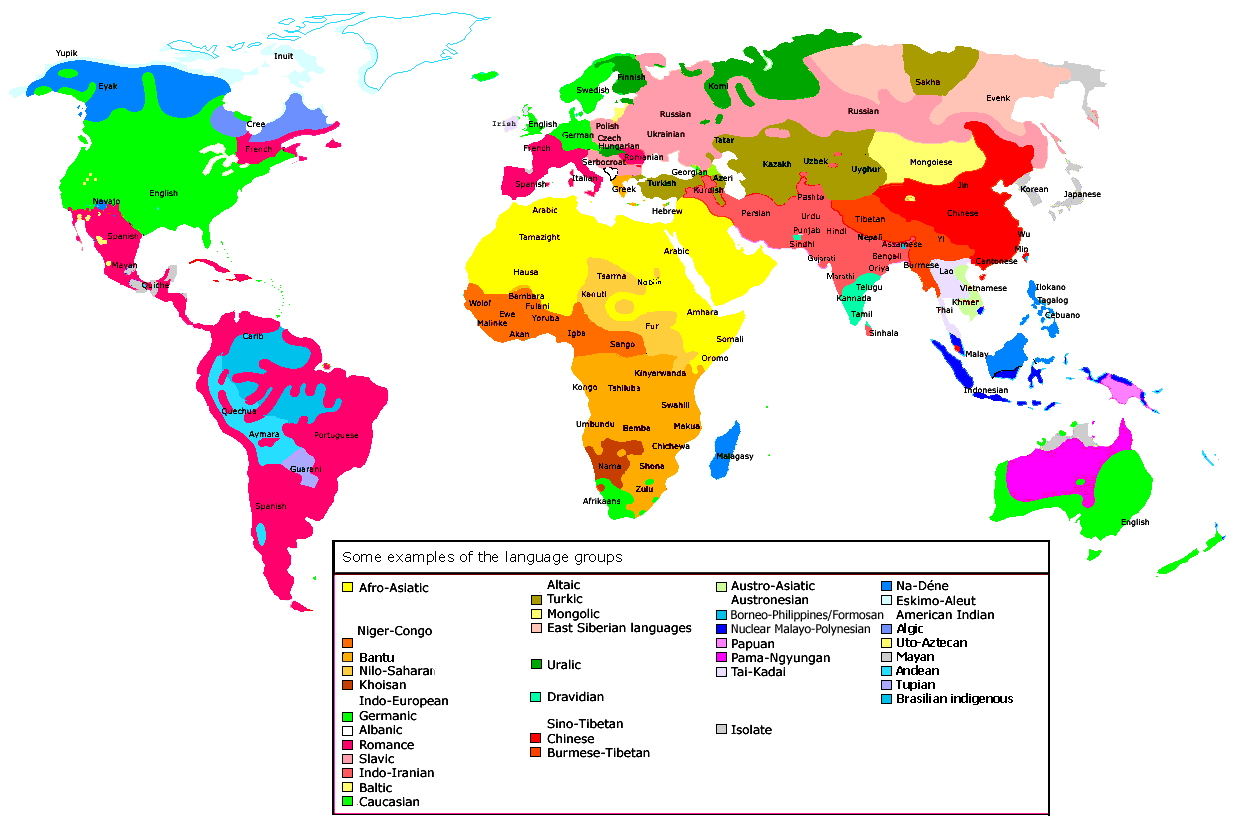 Yupik
Inuit
Eyak
Cree
French
English
Navajo
Spanish
Mayan
Quiche
Carib
Quechua
Aymara
Portuguese
Guarani
Spanish
Irish
English
Swedish
Finnish
German
Polish
Czech
Hungarian
French
Romanian
Serbocroat
Italian
Spanish
Greek
Russian
Ukrainian
Komi
Tatar
Georgian
Azeri
Turkish
Kurdish
Hebrew
Sakha
Evenk
Russian
Kazakh
Uzbek
Uyghur
Mongolese
Jin
Korean
Japanese
Chinese
Wu
Min
Cantonese
Tibetan
Yi
Pashto
Persian
Urdu
Punjab
Hindi
Nepali
Assamese
Sindhi
Gujarati
Bengali
Burmese
Marathi
Oriya
Telugu
Kannada
Tamil
Sinhala
Lao
Vietnamese
Khmer
Thai
Ilokano
Tagalog
Cebuano
Malay
Indonesian
Arabic
Tamazight
Arabic
Hausa
Tsarma
Kanuti
Wolof
Bambara
Fulani
Ewe
Yoruba
Malinke
Akan
Igba
Fur
Sango
Amhara
Somali
Oromo
Kinyerwanda
Kongo
Tshiluba
Swahili
Umbundu
Bemba
Makua
Chichewa
Nama
Shona
Zulu
Afrikaans
Malagasy
English
Some examples of the language groups
Afro-Asiatic
Niger-Congo
Bantu
Nilo-Saharan
Khoisan
Indo-European
Germanic
Albanic
Romance
Slavic
Indo-Iranian
Baltic
Caucasian
Altaic
Turkic
Mongolic
East Siberian languages
Uralic
Dravidian
Sino-Tibetan
Chinese
Burmese-Tibetan
Austro-Asiatic
Austronesian
Borneo-Philippines/Formosan
Nuclear Malayo-Polynesian
Papuan
Pama-Ngyungan
Tai-Kadai
Isolate
Na-Déne
Eskimo-Aleut
American Indian
Algic
Uto-Aztecan
Mayan
Andean
Tupian
Brasilian indigenous